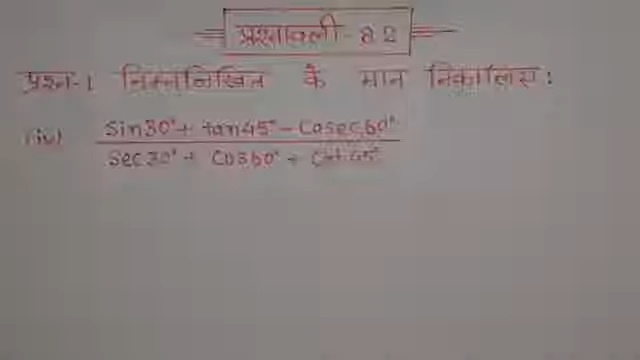 प्रश्नावली - 8.2
प्रश्न-1 निम्नलिखित के मान निकालिए :
(iv) sin30° + tan45° - Cosec60°
sec30° + Cos60° + Cot45°